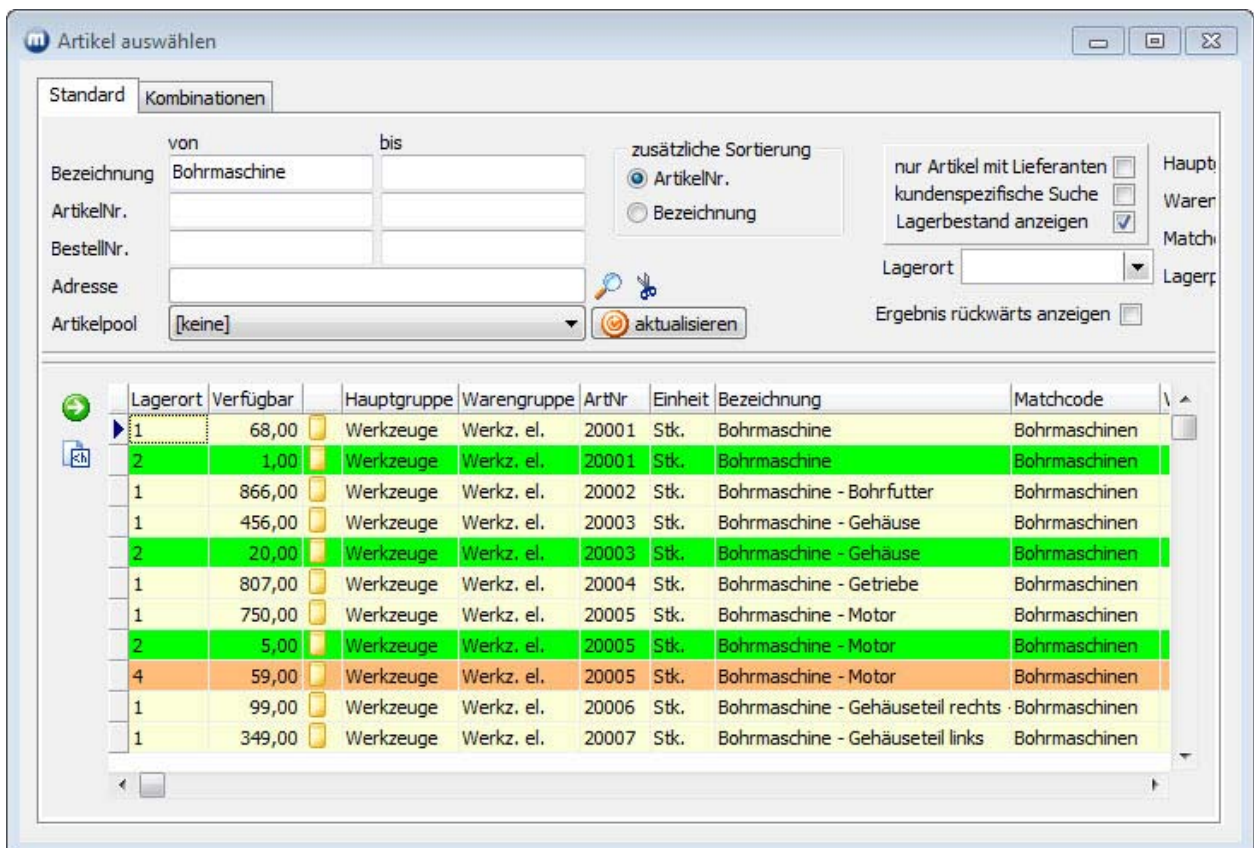 Artikel auswählen
Standard Kombinationen
von bis
Bezeichnung Bohrmaschine
ArtikelNr.
BestellNr.
Adresse
Artikelpool [keine] aktualisieren
zusätzliche Sortierung
ArtikelNr.
Bezeichnung
nur Artikel mit Lieferanten
kundenspezifische Suche
Lagerbestand anzeigen
Lagerort
Ergebnis rückwärts anzeigen
Lagerort Verfügbar Hauptgruppe Warengruppe ArtNr Einheit Bezeichnung Matchcode
1 68,00 Werkzeuge Werkz. el. 20001 Stk. Bohrmaschine Bohrmaschinen
2 1,00 Werkzeuge Werkz. el. 20001 Stk. Bohrmaschine Bohrmaschinen
1 866,00 Werkzeuge Werkz. el. 20002 Stk. Bohrmaschine - Bohrfutter Bohrmaschinen
1 456,00 Werkzeuge Werkz. el. 20003 Stk. Bohrmaschine - Gehäuse Bohrmaschinen
2 20,00 Werkzeuge Werkz. el. 20003 Stk. Bohrmaschine - Gehäuse Bohrmaschinen
1 807,00 Werkzeuge Werkz. el. 20004 Stk. Bohrmaschine - Getriebe Bohrmaschinen
1 750,00 Werkzeuge Werkz. el. 20005 Stk. Bohrmaschine - Motor Bohrmaschinen
2 5,00 Werkzeuge Werkz. el. 20005 Stk. Bohrmaschine - Motor Bohrmaschinen
4 59,00 Werkzeuge Werkz. el. 20005 Stk. Bohrmaschine - Motor Bohrmaschinen
1 99,00 Werkzeuge Werkz. el. 20006 Stk. Bohrmaschine - Gehäuseteil rechts - Bohrmaschinen
1 349,00 Werkzeuge Werkz. el. 20007 Stk. Bohrmaschine - Gehäuseteil links Bohrmaschinen